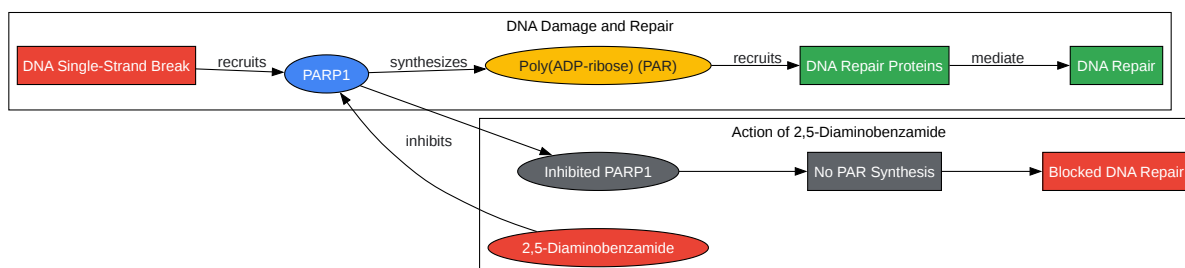 DNA Damage and Repair
DNA Single-Strand Break
recruits
PARP1
synthesizes
Poly(ADP-ribose) (PAR)
recruits
DNA Repair Proteins
mediate
DNA Repair
inhibits
Action of 2,5-Diaminobenzamide
Inhibited PARP1
No PAR Synthesis
Blocked DNA Repair
2,5-Diaminobenzamide